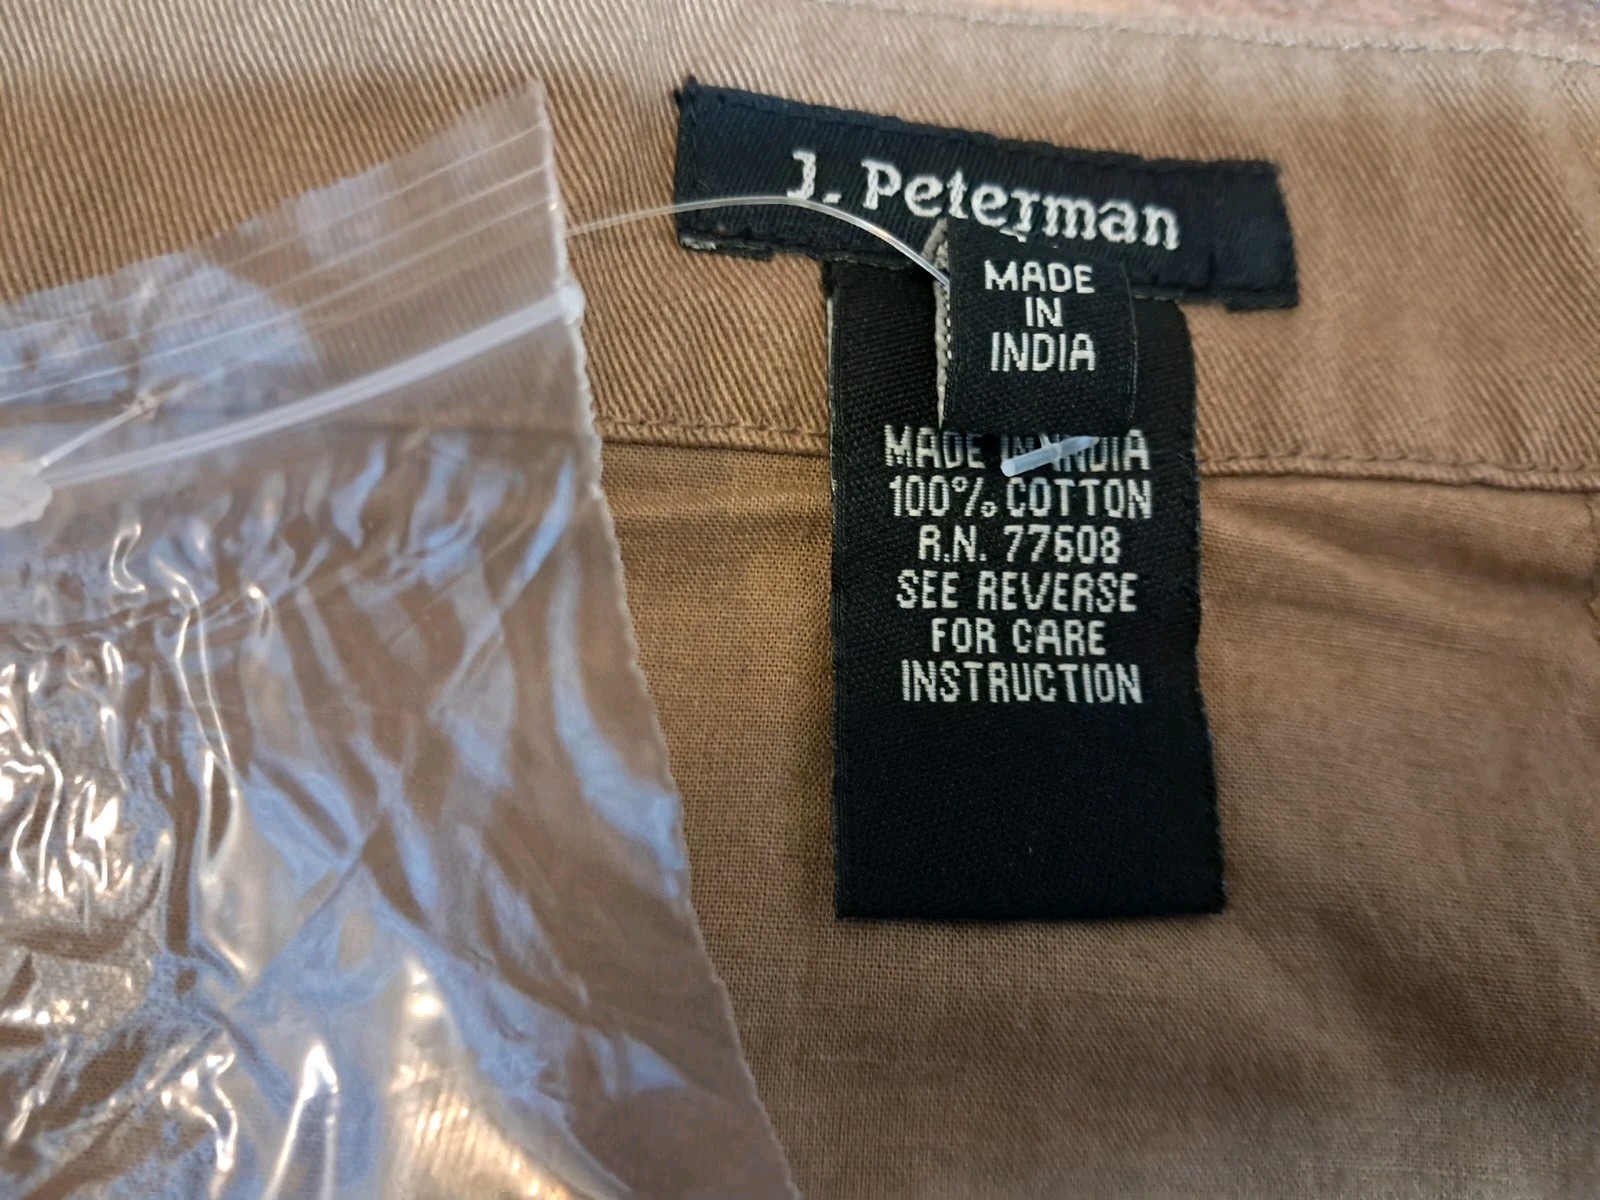 J. Peterman
MADE
IN
INDIA
MADE IN INDIA
100% COTTON
R.N. 77608
SEE REVERSE
FOR CARE
INSTRUCTION